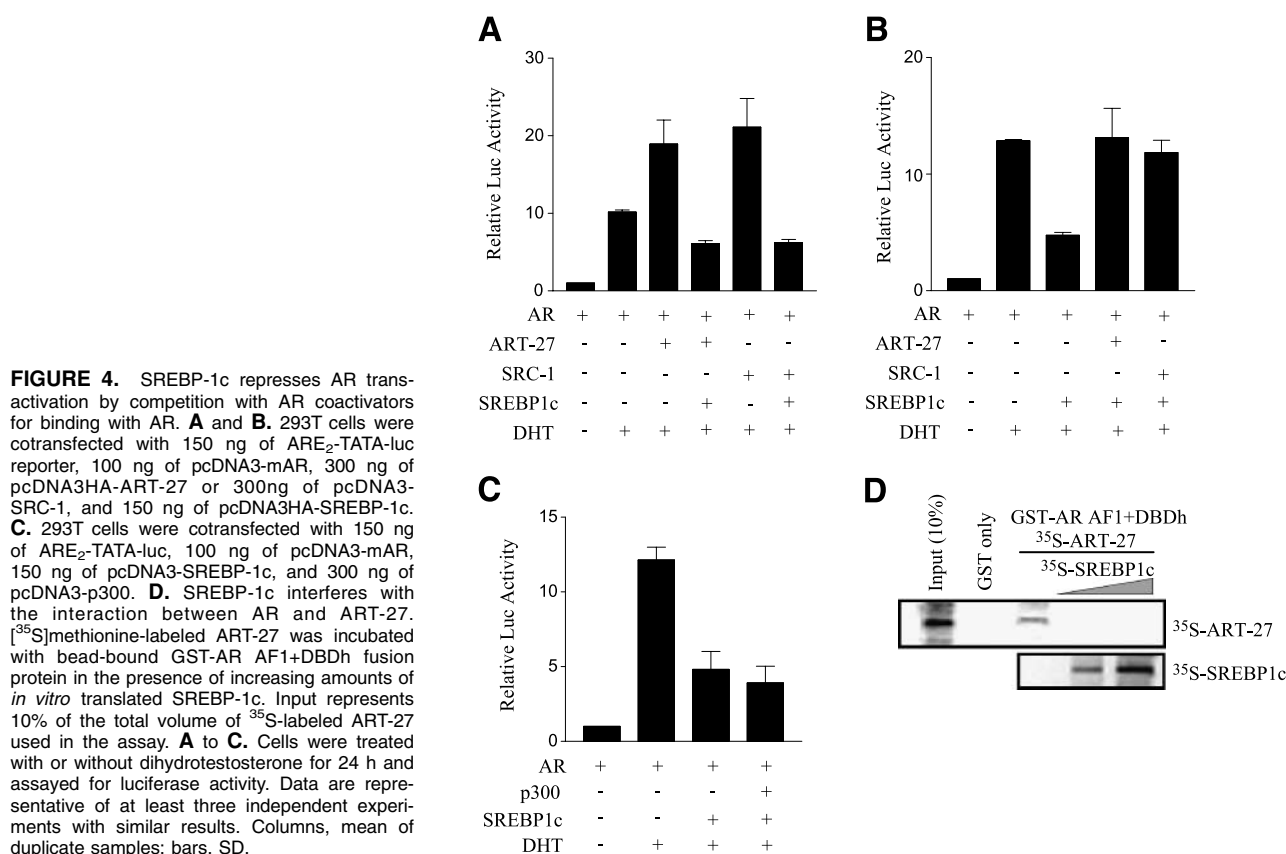 FIGURE 4. SREBP-1c represses AR trans-
activation by competition with AR coactivators
for binding with AR. A and B. 293T cells were
cotransfected with 150 ng of ARE2-TATA-luc
reporter, 100 ng of pcDNA3-mAR, 300 ng of
pcDNA3HA-ART-27 or 300ng of pcDNA3-
SRC-1, and 150 ng of pcDNA3HA-SREBP-1c.
C. 293T cells were cotransfected with 150 ng
of ARE2-TATA-luc, 100 ng of pcDNA3-mAR,
150 ng of pcDNA3-SREBP-1c, and 300 ng of
pcDNA3-p300. D. SREBP-1c interferes with
the interaction between AR and ART-27.
[35S]methionine-labeled ART-27 was incubated
with bead-bound GST-AR AF1+DBDh fusion
protein in the presence of increasing amounts of
in vitro translated SREBP-1c. Input represents
10% of the total volume of 35S-labeled ART-27
used in the assay. A to C. Cells were treated
with or without dihydrotestosterone for 24 h and
assayed for luciferase activity. Data are repre-
sentative of at least three independent experi-
ments with similar results. Columns, mean of
duplicate samples; bars, SD.
A
Relative Luc Activity
30
20
10
0
AR + + + + + +
ART-27 - - + + - -
SRC-1 - - - - + +
SREBP1c - - - + - +
DHT - + + + + +
B
Relative Luc Activity
20
10
0
AR + + + + +
ART-27 - - - + -
SRC-1 - - - - +
SREBP1c - - + + +
DHT - + + + +
C
Relative Luc Activity
15
10
5
0
AR + + + +
p300 - - - +
SREBP1c - - + +
DHT - + + +
D
Input (10%)
GST only
GST-AR AF1+DBDh
35S-ART-27
35S-SREBP1c
35S-ART-27
35S-SREBP1c